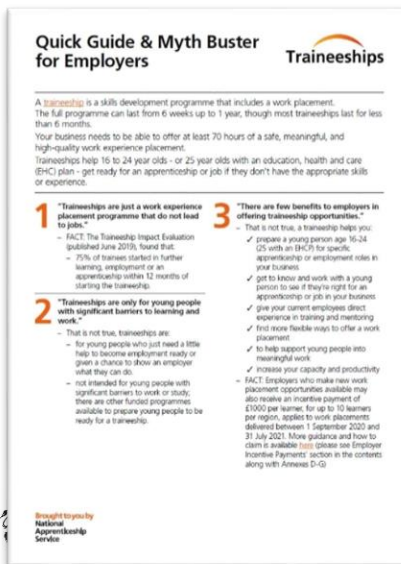 Quick Guide & Myth Buster
for Employers
Traineeships
A traineeship is a skills development programme that includes a work placement.
The full programme can last from 6 weeks up to 1 year, though most traineeships last for less
than 6 months.
Your business needs to be able to offer at least 70 hours of a safe, meaningful, and
high-quality work experience placement.
Traineeships help 16 to 24 year olds - or 25 year olds with an education, health and care
(EHC) plan - get ready for an apprenticeship or job if they don't have the appropriate skills
or experience.
1
"Traineeships are just a work experience
placement programme that do not lead
to jobs."
– FACT: The Traineeship Impact Evaluation
(published June 2019), found that:
– 75% of trainees started in further
learning, employment or an
apprenticeship within 12 months of
starting the traineeship.
2
"Traineeships are only for young people
with significant barriers to learning and
work."
– That is not true, traineeships are:
– for young people who just need a little
help to become employment ready or
given a chance to show an employer
what they can do.
– not intended for young people with
significant barriers to work or study;
there are other funded programmes
available to prepare young people to be
ready for a traineeship.
3
"There are few benefits to employers in
offering traineeship opportunities."
– That is not true, a traineeship helps you:
✓ prepare a young person age 16-24
(25 with an EHCP) for specific
apprenticeship or employment roles in
your business
✓ get to know and work with a young
person to see if they're right for an
apprenticeship or job in your business
✓ give your current employees direct
experience in training and mentoring
✓ find more flexible ways to offer a work
placement
✓ to help support young people into
meaningful work
✓ increase your capacity and productivity
– FACT: Employers who make new work
placement opportunities available may
also receive an incentive payment of
£1000 per learner, for up to 10 learners
per region, applies to work placements
delivered between 1 September 2020 and
31 July 2021. More guidance and how to
claim is available here (please see Employer
Incentive Payments' section in the contents
along with Annexes D-G)
Brought to you by
National
Apprenticeship
Service